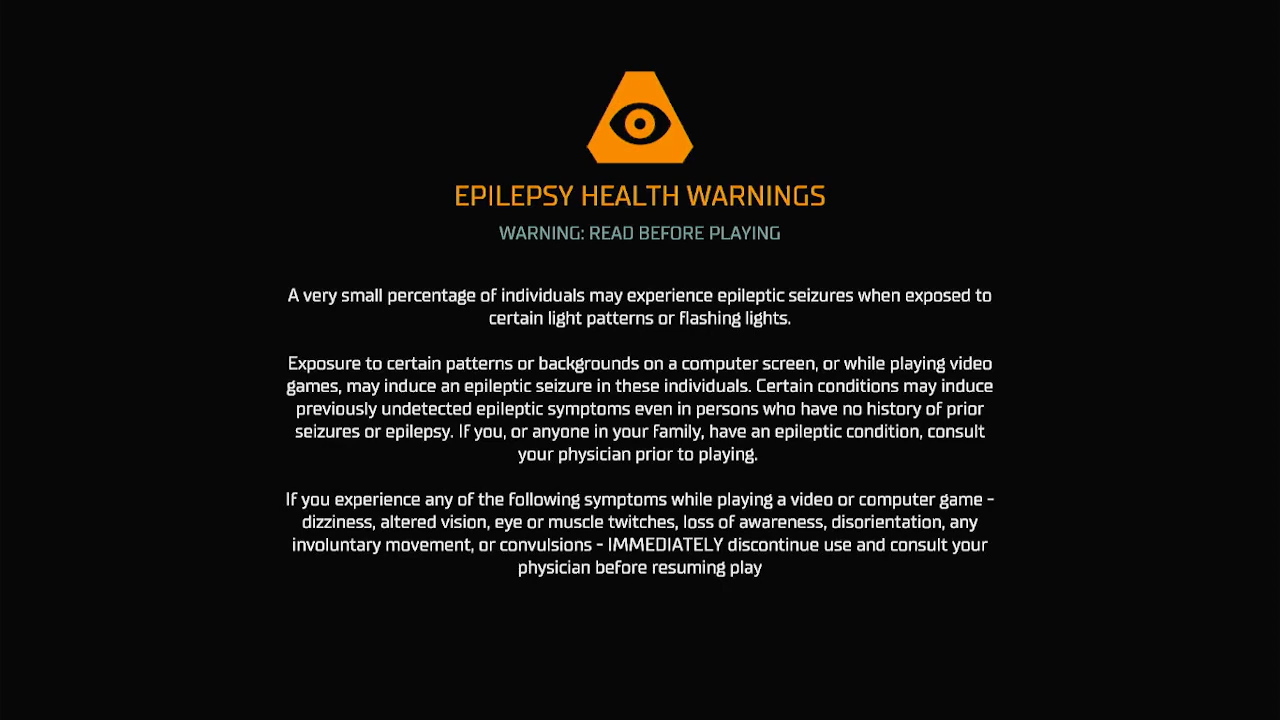 EPILEPSY HEALTH WARNINGS
WARNING: READ BEFORE PLAYING
A very small percentage of individuals may experience epileptic seizures when exposed to
certain light patterns or flashing lights.
Exposure to certain patterns or backgrounds on a computer screen, or while playing video
games, may induce an epileptic seizure in these individuals. Certain conditions may induce
previously undetected epileptic symptoms even in persons who have no history of prior
seizures or epilepsy. If you, or anyone in your family, have an epileptic condition, consult
your physician prior to playing.
If you experience any of the following symptoms while playing a video or computer game -
dizziness, altered vision, eye or muscle twitches, loss of awareness, disorientation, any
involuntary movement, or convulsions - IMMEDIATELY discontinue use and consult your
physician before resuming play